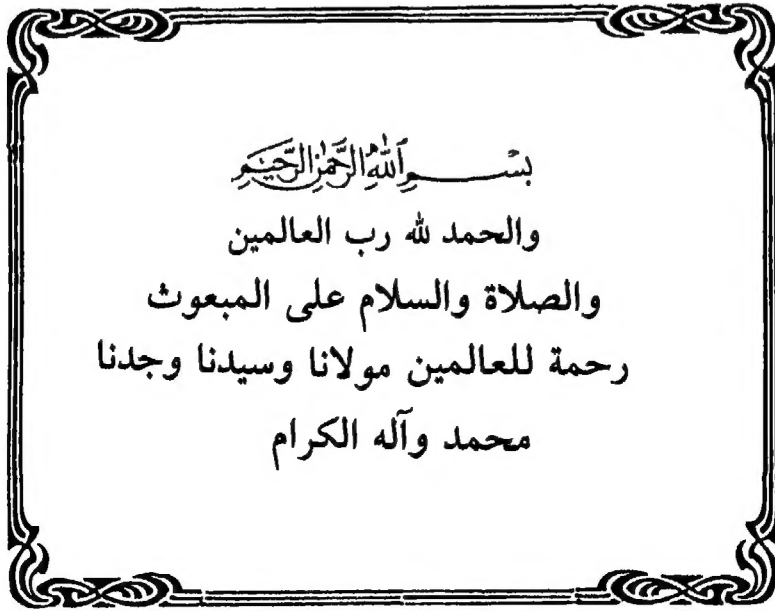 بسم الله الرحمن الرحيم
والحمد لله رب العالمين
والصلاة والسلام على المبعوث
رحمة للعالمين مولانا وسيدنا وجدنا
محمد وآله الكرام